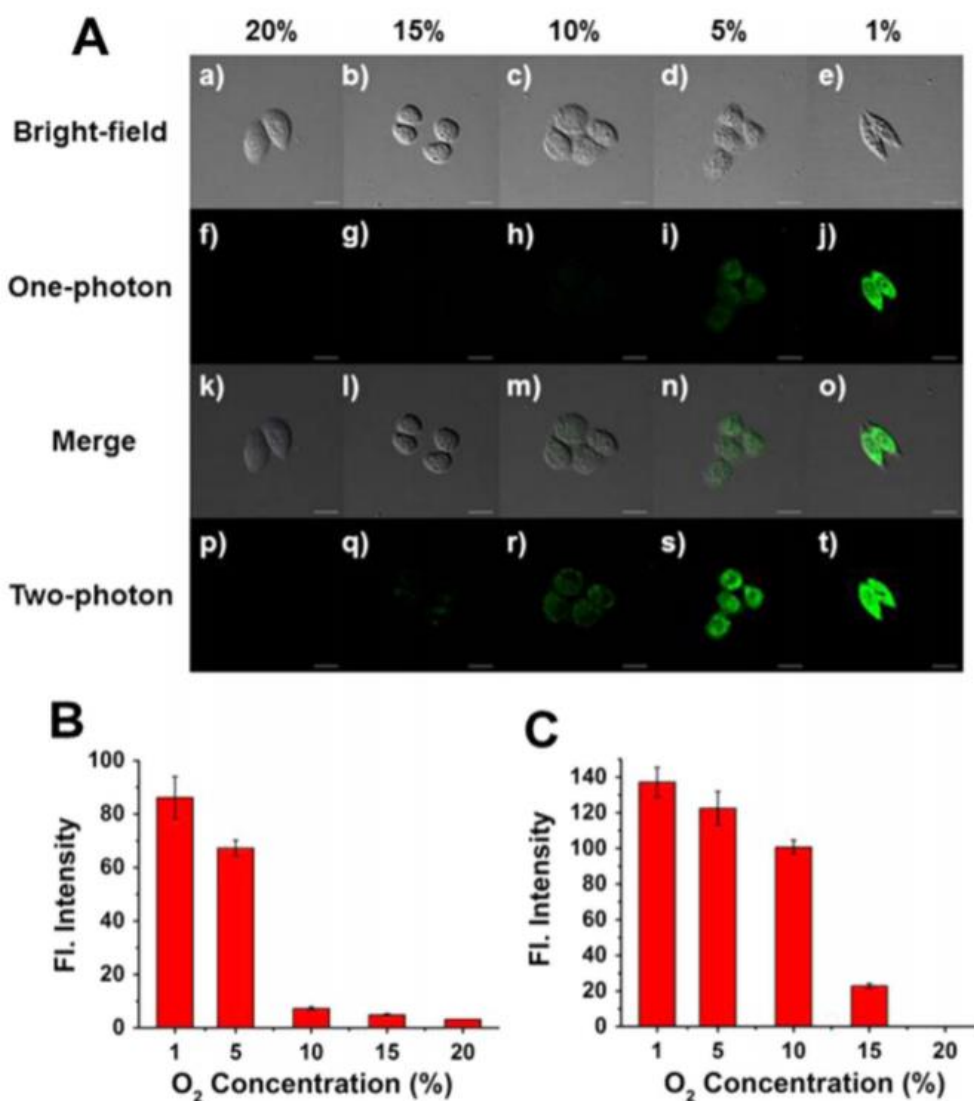 A
20% 15% 10% 5% 1%
Bright-field
a) b) c) d) e)
One-photon
f) g) h) i) j)
Merge
k) l) m) n) o)
Two-photon
p) q) r) s) t)
B
100
80
60
40
20
0
Fl. Intensity
1 5 10 15 20
O₂ Concentration (%)
C
140
120
100
80
60
40
20
0
Fl. Intensity
1 5 10 15 20
O₂ Concentration (%)